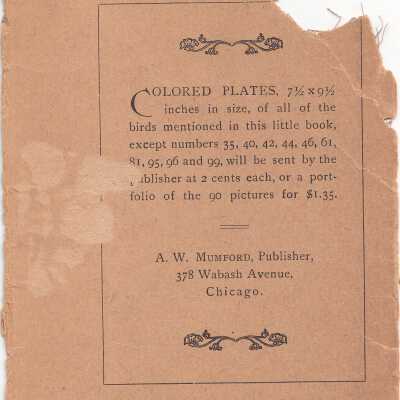 COLORED PLATES, 7½ x 9½
inches in size, of all of the
birds mentioned in this little book,
except numbers 35, 40, 42, 44, 46, 61,
81, 95, 96 and 99, will be sent by the
publisher at 2 cents each, or a port-
folio of the 90 pictures for $1.35.
A. W. MUMFORD, Publisher,
378 Wabash Avenue,
Chicago.